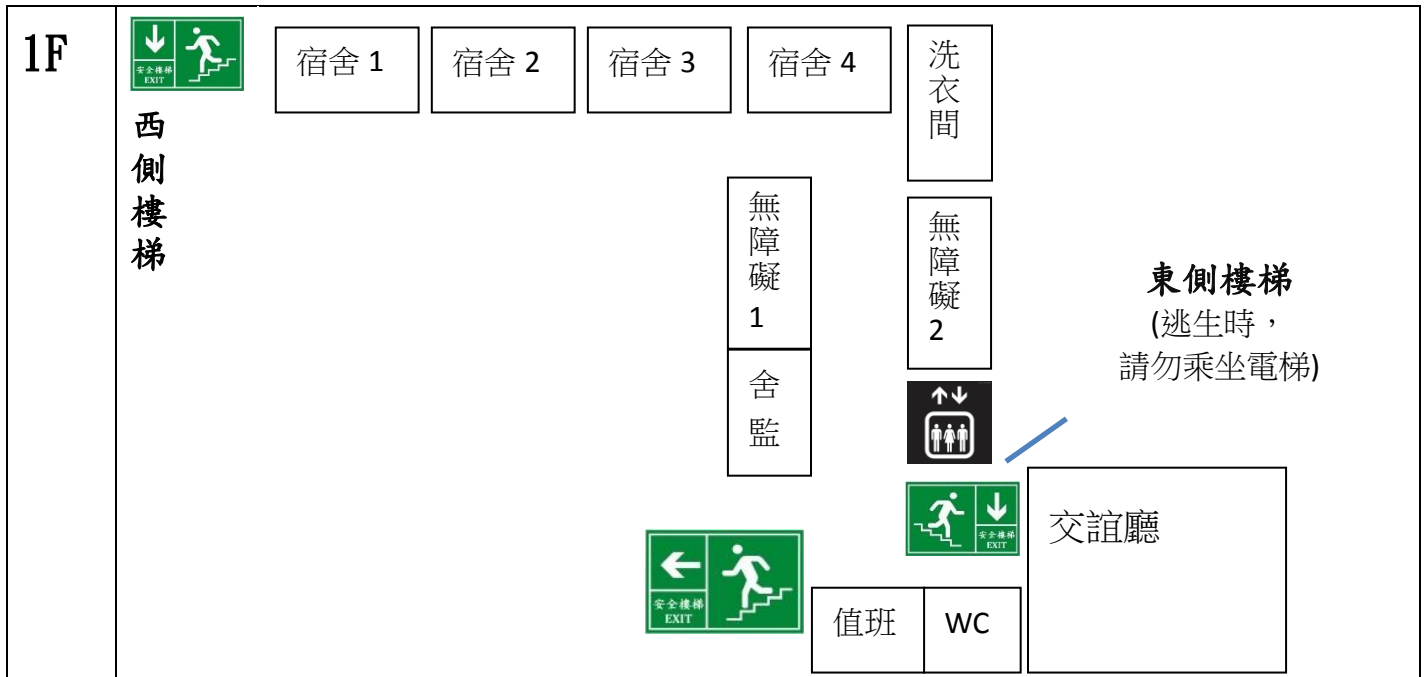 1F
安全樓梯
EXIT
西側樓梯
宿舍 1
宿舍 2
宿舍 3
宿舍 4
洗衣間
無障礙 1
無障礙 2
舍監
東側樓梯
(逃生時，
請勿乘坐電梯)
安全樓梯
EXIT
交誼廳
安全樓梯
EXIT
值班
WC